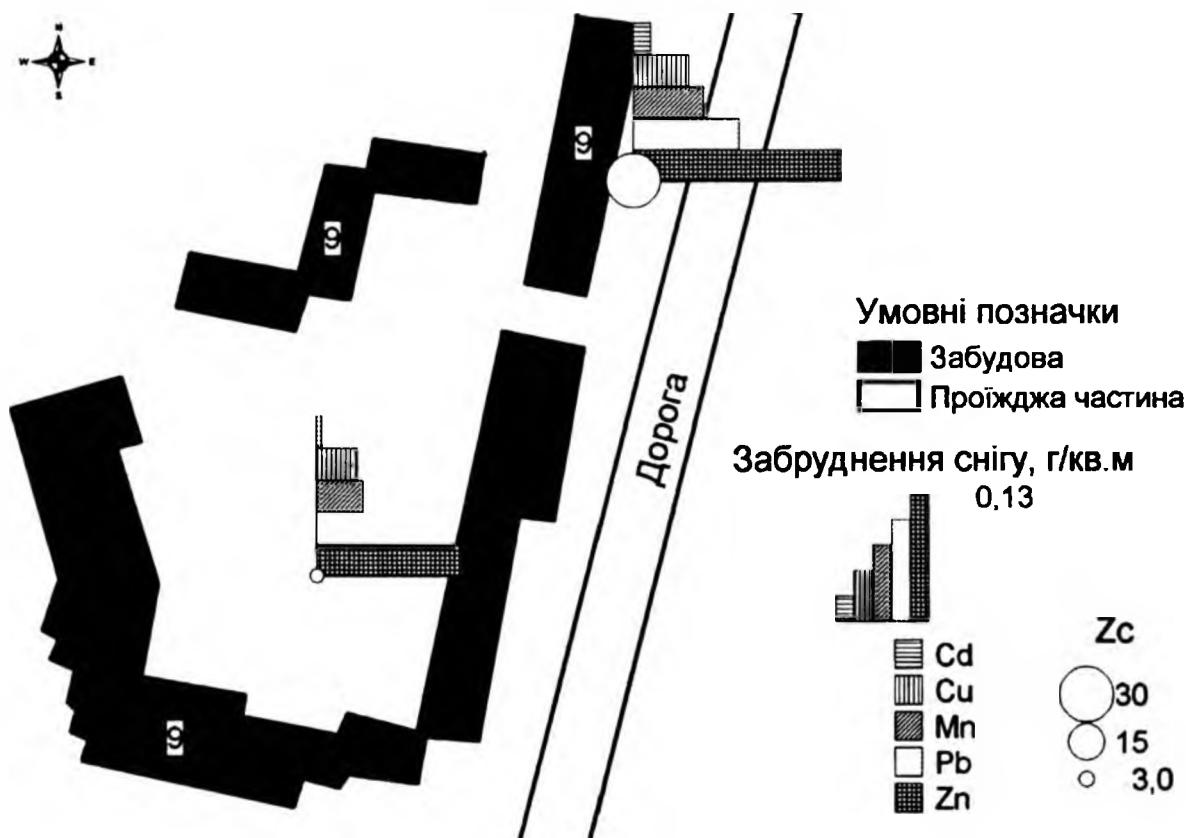 N
W E
S
9
9
9
Дорога
Умовні позначки
Забудова
Проїжджа частина
Забруднення снігу, г/кв.м
0,13
Cd
Cu
Mn
Pb
Zn
Zc
30
15
3,0